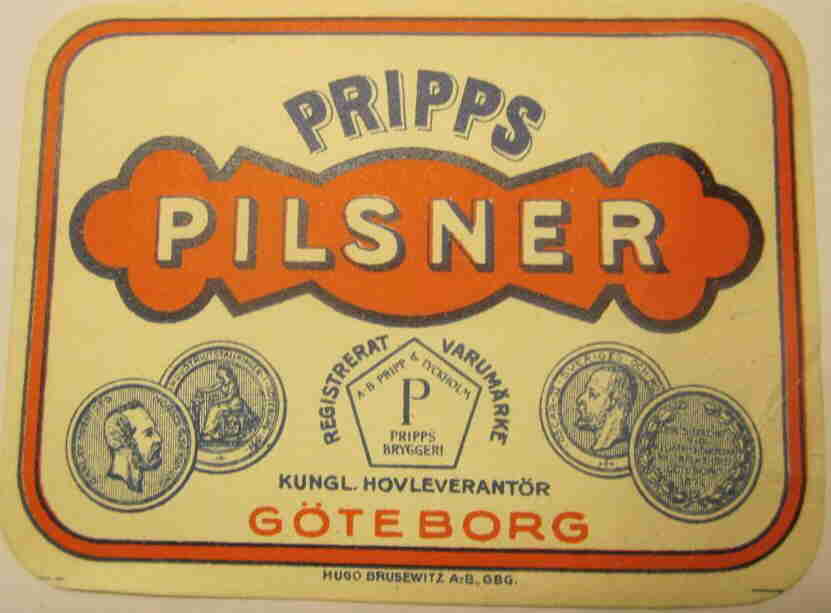 PRIPPS
PILSNER
REGISTRERAT VARUMÄRKE
A.B. PRIPP & LYCKHOLM
P
PRIPPS
BRYGGERI
KUNGL. HOVLEVERANTÖR
GÖTEBORG
HUGO BRUSEWITZ A.-B., GBG.